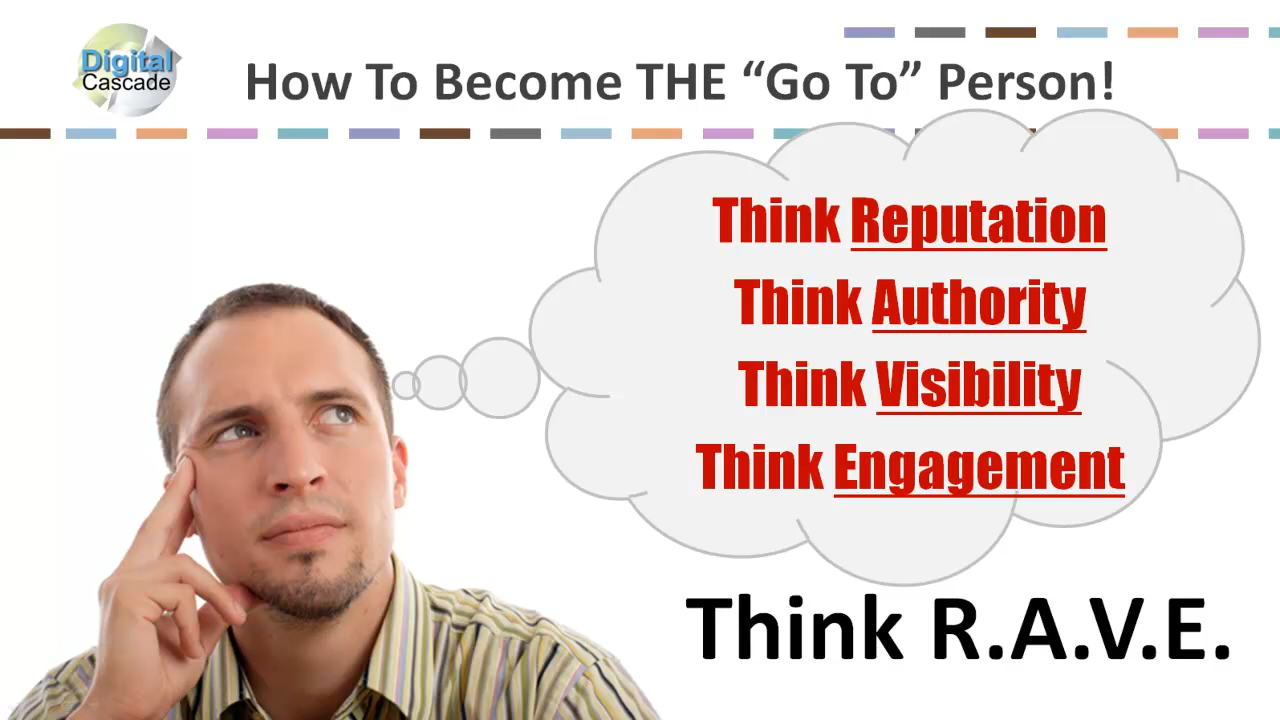 Digital
Cascade
How To Become THE “Go To” Person!
Think Reputation
Think Authority
Think Visibility
Think Engagement
Think R.A.V.E.